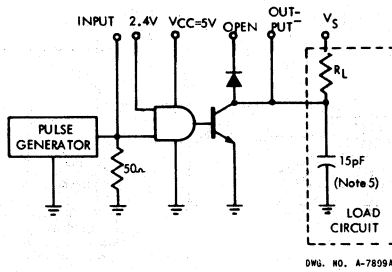 INPUT 2.4V VCC=5V OPEN OUT-
PUT
VS
RL
PULSE
GENERATOR
50Ω
15pF
(Note 5)
LOAD
CIRCUIT
DWG. NO. A-7899A